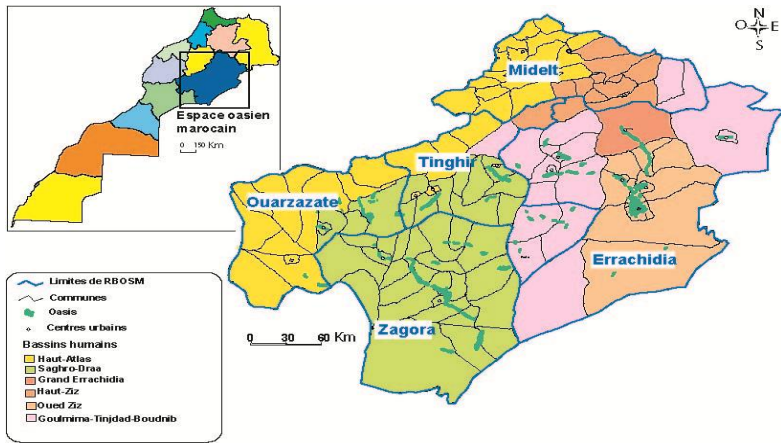 Espace oasien
marocain
0 150 Km
N
O E
S
Midelt
Tinghir
Ouarzazate
Errachidia
Zagora
0 30 60 Km
Limites de RBOSM
Communes
Oasis
Centres urbains
Bassins humains
Haut-Atlas
Saghro-Draa
Grand Errachidia
Haut-Ziz
Oued Ziz
Goulmima-Tinjdad-Boudnib